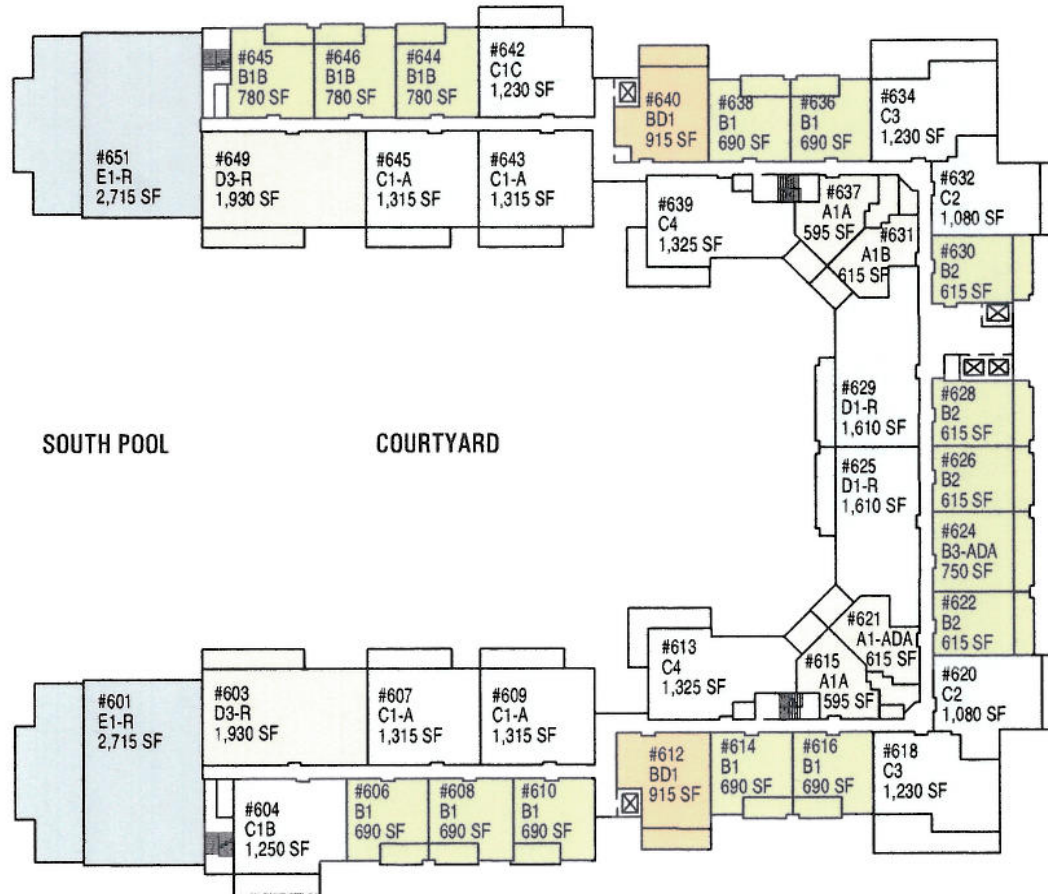 #645
B1B
780 SF
#646
B1B
780 SF
#644
B1B
780 SF
#642
C1C
1,230 SF
#640
BD1
915 SF
#638
B1
690 SF
#636
B1
690 SF
#634
C3
1,230 SF
#651
E1-R
2,715 SF
#649
D3-R
1,930 SF
#645
C1-A
1,315 SF
#643
C1-A
1,315 SF
#639
C4
1,325 SF
#637
A1A
595 SF
#631
A1B
615 SF
#632
C2
1,080 SF
#630
B2
615 SF
#629
D1-R
1,610 SF
#628
B2
615 SF
SOUTH POOL
COURTYARD
#625
D1-R
1,610 SF
#626
B2
615 SF
#624
B3-ADA
750 SF
#622
B2
615 SF
#621
A1-ADA
615 SF
#613
C4
1,325 SF
#615
A1A
595 SF
#620
C2
1,080 SF
#601
E1-R
2,715 SF
#603
D3-R
1,930 SF
#607
C1-A
1,315 SF
#609
C1-A
1,315 SF
#612
BD1
915 SF
#614
B1
690 SF
#616
B1
690 SF
#618
C3
1,230 SF
#604
C1B
1,250 SF
#606
B1
690 SF
#608
B1
690 SF
#610
B1
690 SF